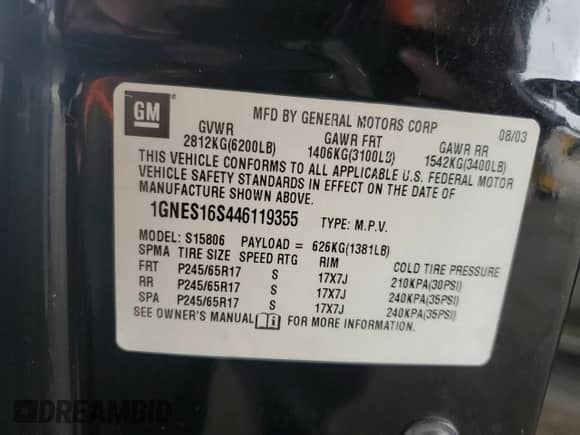 GM
MFD BY GENERAL MOTORS CORP 08/03
GVWR GAWR FRT GAWR RR
2812KG(6200LB) 1406KG(3100LB) 1542KG(3400LB)
THIS VEHICLE CONFORMS TO ALL APPLICABLE U.S. FEDERAL MOTOR
VEHICLE SAFETY STANDARDS IN EFFECT ON THE DATE OF
MANUFACTURE SHOWN ABOVE.
1GNES16S446119355 TYPE: M.P.V.
MODEL: S15806 PAYLOAD = 626KG(1381LB)
SPMA TIRE SIZE SPEED RTG RIM COLD TIRE PRESSURE
FRT P245/65R17 S 17X7J 210KPA(30PSI)
RR P245/65R17 S 17X7J 240KPA(35PSI)
SPA P245/65R17 S 17X7J 240KPA(35PSI)
SEE OWNER'S MANUAL FOR MORE INFORMATION.
DREAMBID